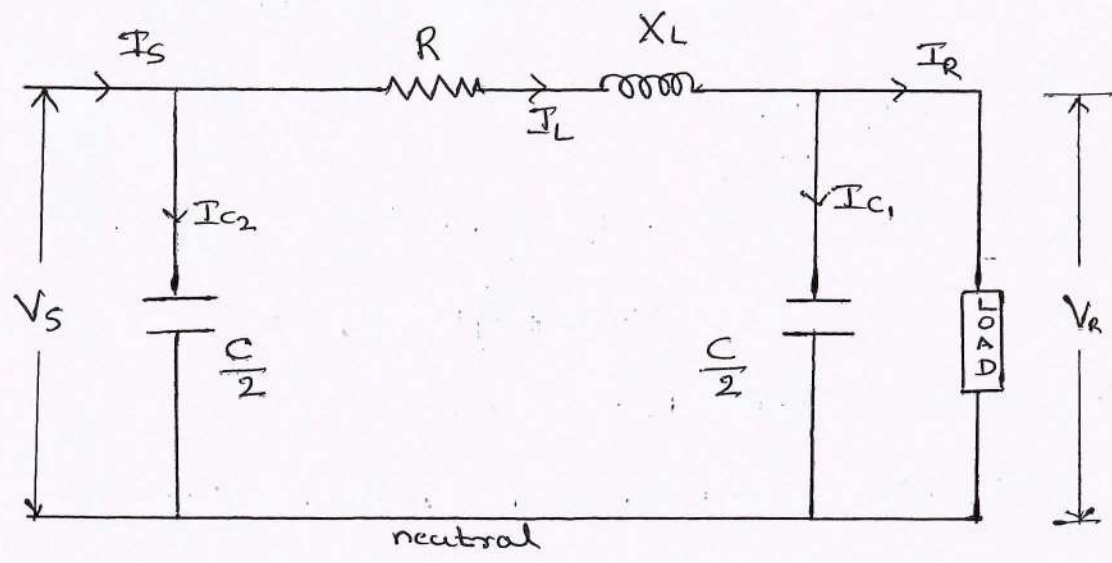 I_S
R
X_L
I_R
I_L
I_C₂
I_C₁
V_S
C/2
C/2
LOAD
V_R
neutral